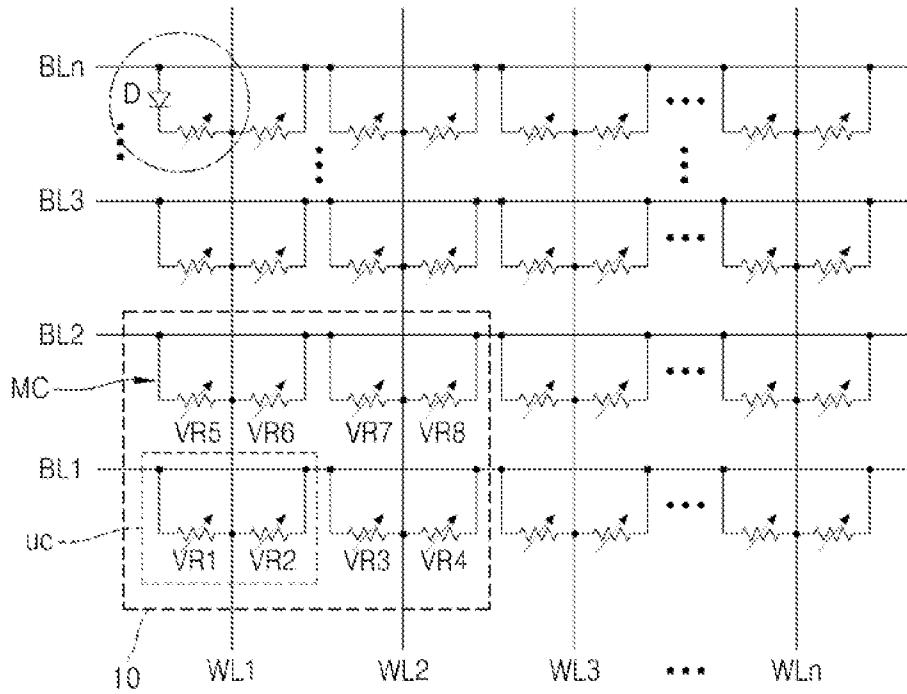 BLn
D
BL3
BL2
MC
VR5 VR6 VR7 VR8
BL1
uc
VR1 VR2 VR3 VR4
10
WL1 WL2 WL3 WLn